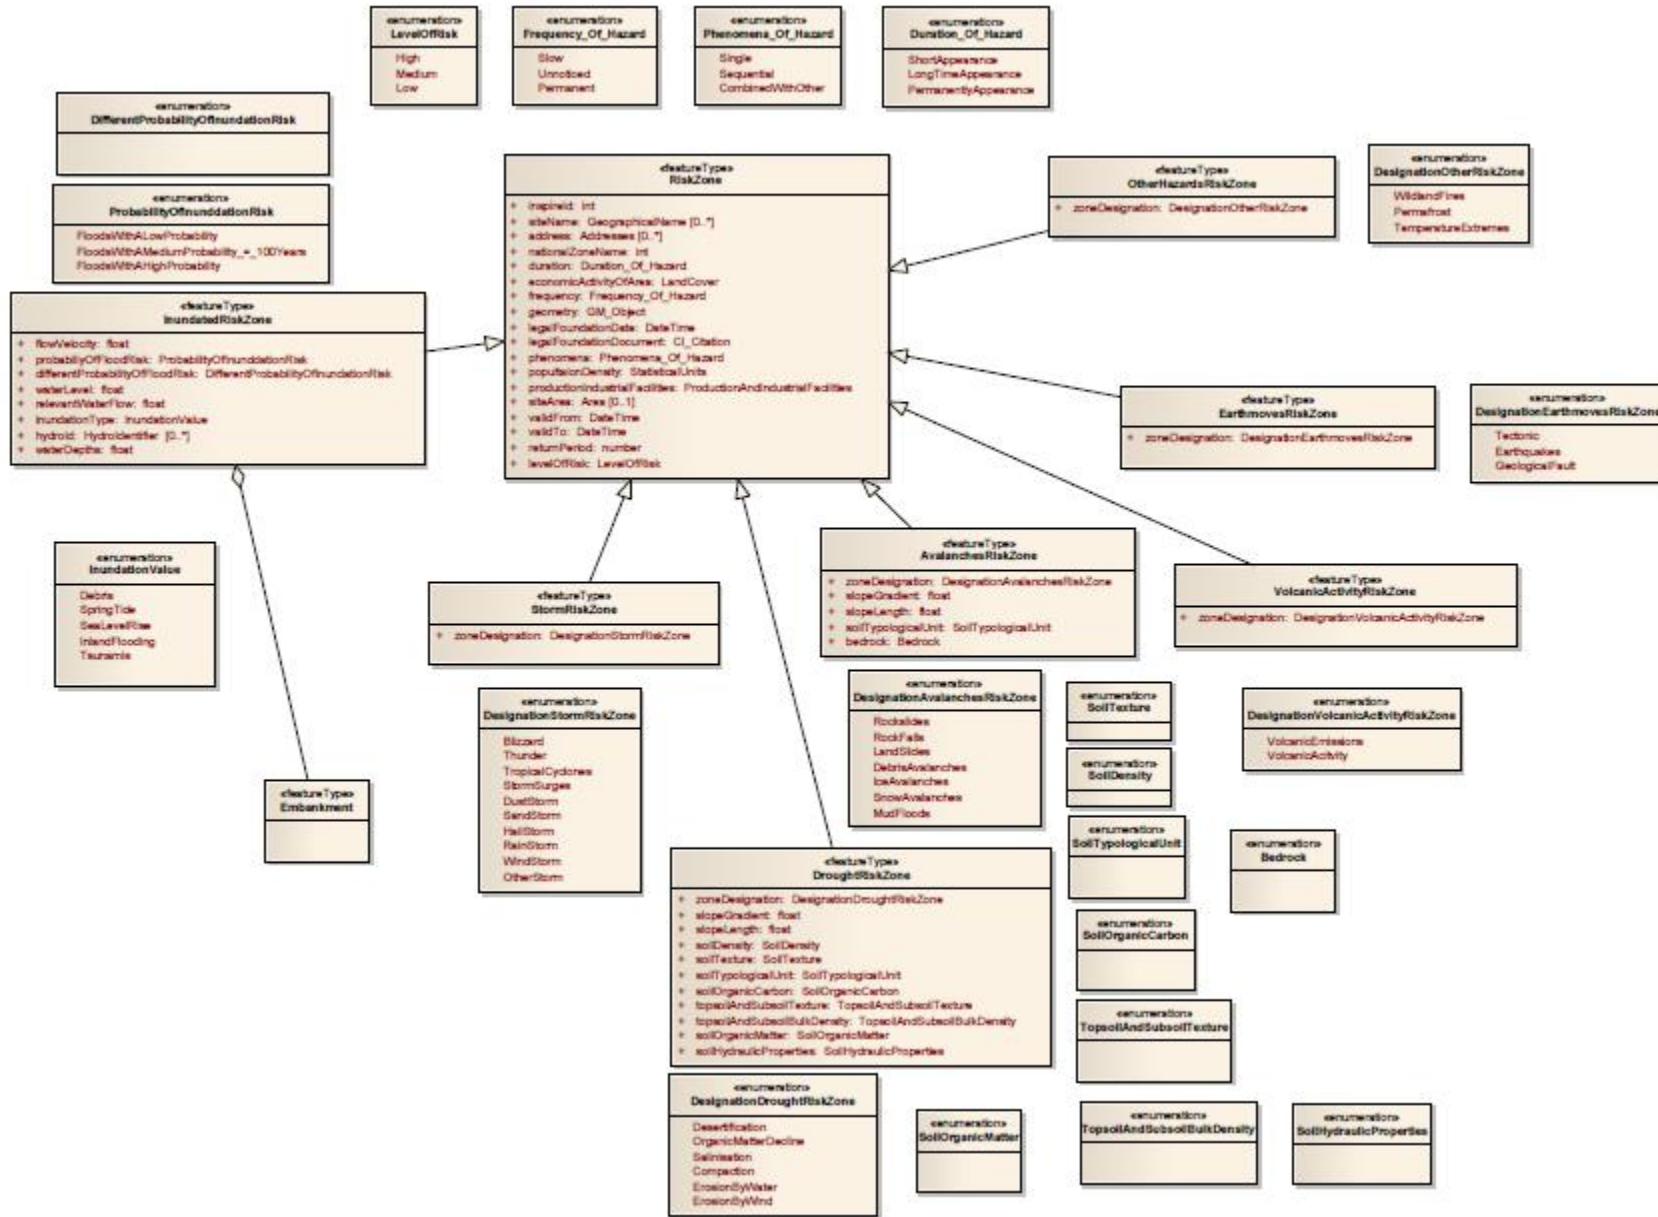 «enumeration»
LevelOfRisk
High
Medium
Low
«enumeration»
Frequency_Of_Hazard
Slow
Unnoticed
Permanent
«enumeration»
Phenomena_Of_Hazard
Single
Sequential
CombinedWithOther
«enumeration»
Duration_Of_Hazard
ShortAppearance
LongTimeAppearance
PermanentlyAppearance
«enumeration»
DifferentProbabilityOfInundationRisk
«enumeration»
ProbabilityOfInunddationRisk
FloodsWithALowProbability
FloodsWithAMediumProbability_=_100Years
FloodsWithAHighProbability
«featureType»
InundatedRiskZone
+ flowVelocity: float
+ probabiliyOfFloodRisk: ProbabilityOfInunddationRisk
+ differentProbabilityOfFloodRisk: DifferentProbabilityOfInundationRisk
+ waterLevel: float
+ relevantWaterFlow: float
+ inundationType: InundationValue
+ hydroId: HydroIdentifier [0..*]
+ waterDepths: float
«featureType»
RiskZone
+ inspireId: int
+ siteName: GeographicalName [0..*]
+ address: Addresses [0..*]
+ nationalZoneName: int
+ duration: Duration_Of_Hazard
+ economicActivityOfArea: LandCover
+ frequency: Frequency_Of_Hazard
+ geometry: GM_Object
+ legalFoundationDate: DateTime
+ legalFoundationDocument: CI_Citation
+ phenomena: Phenomena_Of_Hazard
+ popultaionDensity: StatisticalUnits
+ productionIndustrialFacilities: ProductionAndIndustrialFacilities
+ siteArea: Area [0..1]
+ validFrom: DateTime
+ validTo: DateTime
+ returnPeriod: number
+ levelOfRisk: LevelOfRisk
«featureType»
OtherHazardsRiskZone
+ zoneDesignation: DesignationOtherRiskZone
«enumeration»
DesignationOtherRiskZone
WildlandFires
Permafrost
TemperatureExtremes
«featureType»
EarthmovesRiskZone
+ zoneDesignation: DesignationEarthmovesRiskZone
«enumeration»
DesignationEarthmovesRiskZone
Tectonic
Earthquakes
GeologicalFault
«enumeration»
InundationValue
Debris
SpringTide
SeaLevelRise
InlandFlooding
Tsunamis
«featureType»
StormRiskZone
+ zoneDesignation: DesignationStormRiskZone
«featureType»
AvalanchesRiskZone
+ zoneDesignation: DesignationAvalanchesRiskZone
+ slopeGradient: float
+ slopeLength: float
+ soilTypologicalUnit: SoilTypologicalUnit
+ bedrock: Bedrock
«featureType»
VolcanicActivityRiskZone
+ zoneDesignation: DesignationVolcanicActivityRiskZone
«enumeration»
DesignationStormRiskZone
Blizzard
Thunder
TropicalCyclones
StormSurges
DustStorm
SandStorm
HailStorm
RainStorm
WindStorm
OtherStorm
«enumeration»
DesignationAvalanchesRiskZone
Rockslides
RockFalls
LandSlides
DebrisAvalanches
IceAvalanches
SnowAvalanches
MudFloods
«enumeration»
SoilTexture
«enumeration»
SoilDensity
«enumeration»
SoilTypologicalUnit
«enumeration»
DesignationVolcanicActivityRiskZone
VolcanicEmissions
VolcanicActivity
«enumeration»
Bedrock
«featureType»
Embankment
«featureType»
DroughtRiskZone
+ zoneDesignation: DesignationDroughtRiskZone
+ slopeGradient: float
+ slopeLength: float
+ soilDensity: SoilDensity
+ soilTexture: SoilTexture
+ soilTypologicalUnit: SoilTypologicalUnit
+ soilOrganicCarbon: SoilOrganicCarbon
+ topsoilAndSubsoilTexture: TopsoilAndSubsoilTexture
+ topsoilAndSubsoilBulkDensity: TopsoilAndSubsoilBulkDensity
+ soilOrganicMatter: SoilOrganicMatter
+ soilHydraulicProperties: SoilHydraulicProperties
«enumeration»
SoilOrganicCarbon
«enumeration»
TopsoilAndSubsoilTexture
«enumeration»
DesignationDroughtRiskZone
Desertification
OrganicMatterDecline
Salinisation
Compaction
ErosionByWater
ErosionByWind
«enumeration»
SoilOrganicMatter
«enumeration»
TopsoilAndSubsoilBulkDensity
«enumeration»
SoilHydraulicProperties